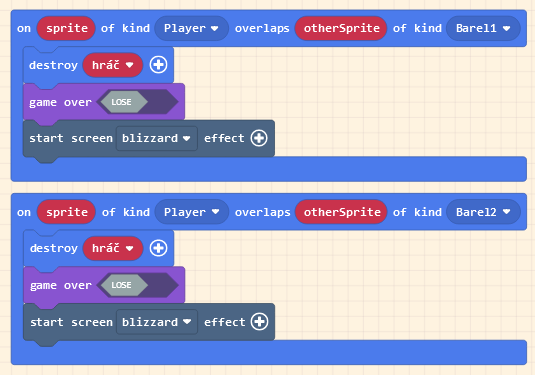 on sprite of kind Player overlaps otherSprite of kind Barel1
destroy hráč
game over LOSE
start screen blizzard effect
on sprite of kind Player overlaps otherSprite of kind Barel2
destroy hráč
game over LOSE
start screen blizzard effect